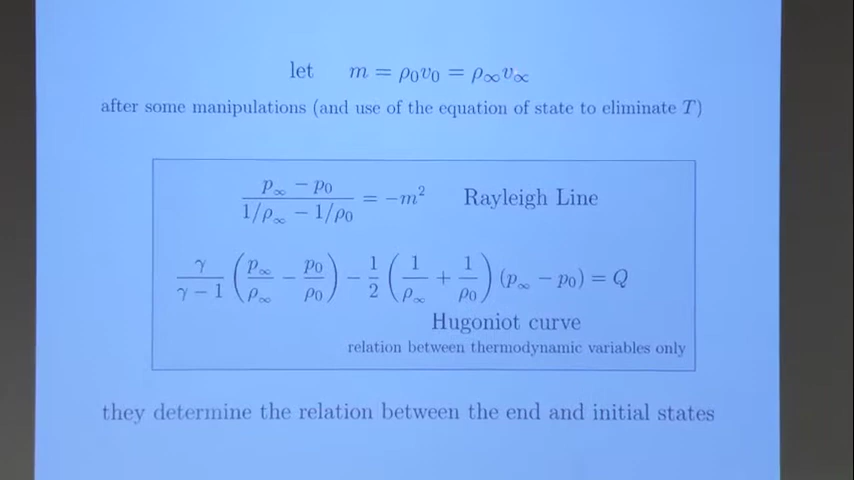 let m = ρ₀v₀ = ρ∞v∞
after some manipulations (and use of the equation of state to eliminate T)
(p∞ − p₀)/(1/ρ∞ − 1/ρ₀) = −m² Rayleigh Line
γ/(γ − 1) (p∞/ρ∞ − p₀/ρ₀) − 1/2 (1/ρ∞ + 1/ρ₀) (p∞ − p₀) = Q
Hugoniot curve
relation between thermodynamic variables only
they determine the relation between the end and initial states